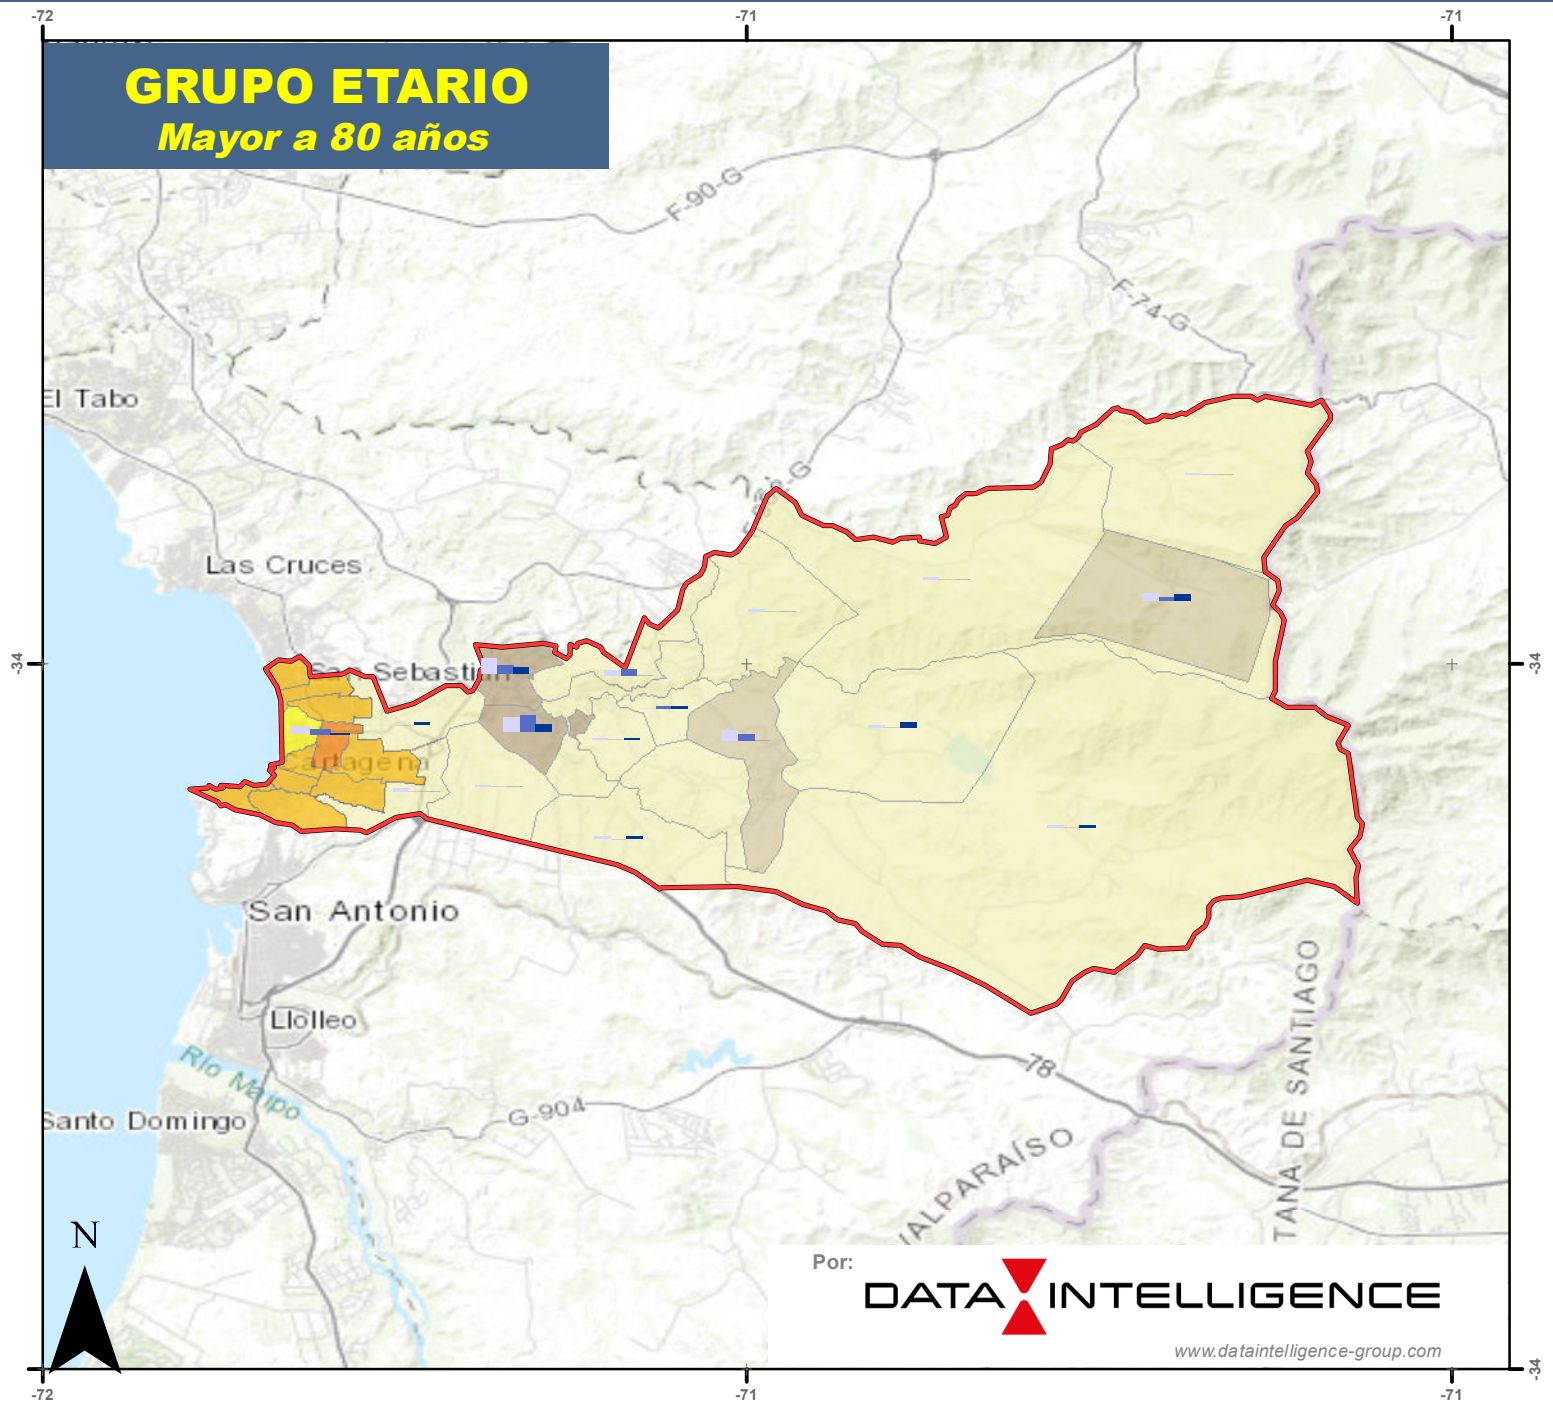 -72
-71
-71
GRUPO ETARIO
Mayor a 80 años
F-90-G
F-74-G
El Tabo
Las Cruces
-34
-34
San Sebastián
Cartagena
San Antonio
Llolleo
Río Maipo
78
G-904
Santo Domingo
VALPARAÍSO
TANA DE SANTIAGO
N
Por:
DATA INTELLIGENCE
www.dataintelligence-group.com
-34
-72
-71
-71